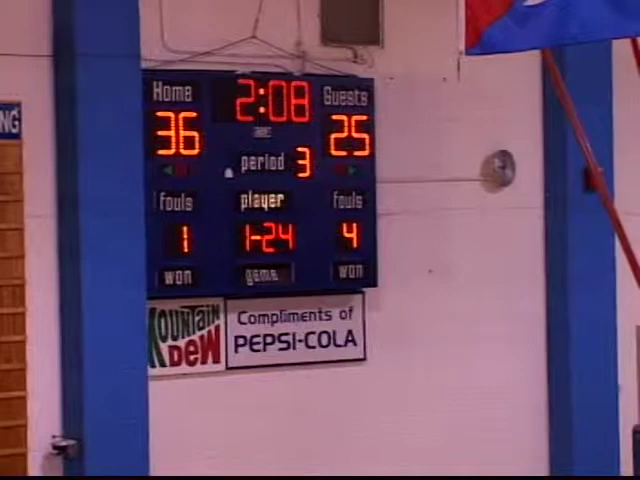 Home 2:08 Guests
36 25
period 3
fouls player fouls
1 1-24 4
won game won
MOUNTAIN
DEW
Compliments of
PEPSI-COLA
NG